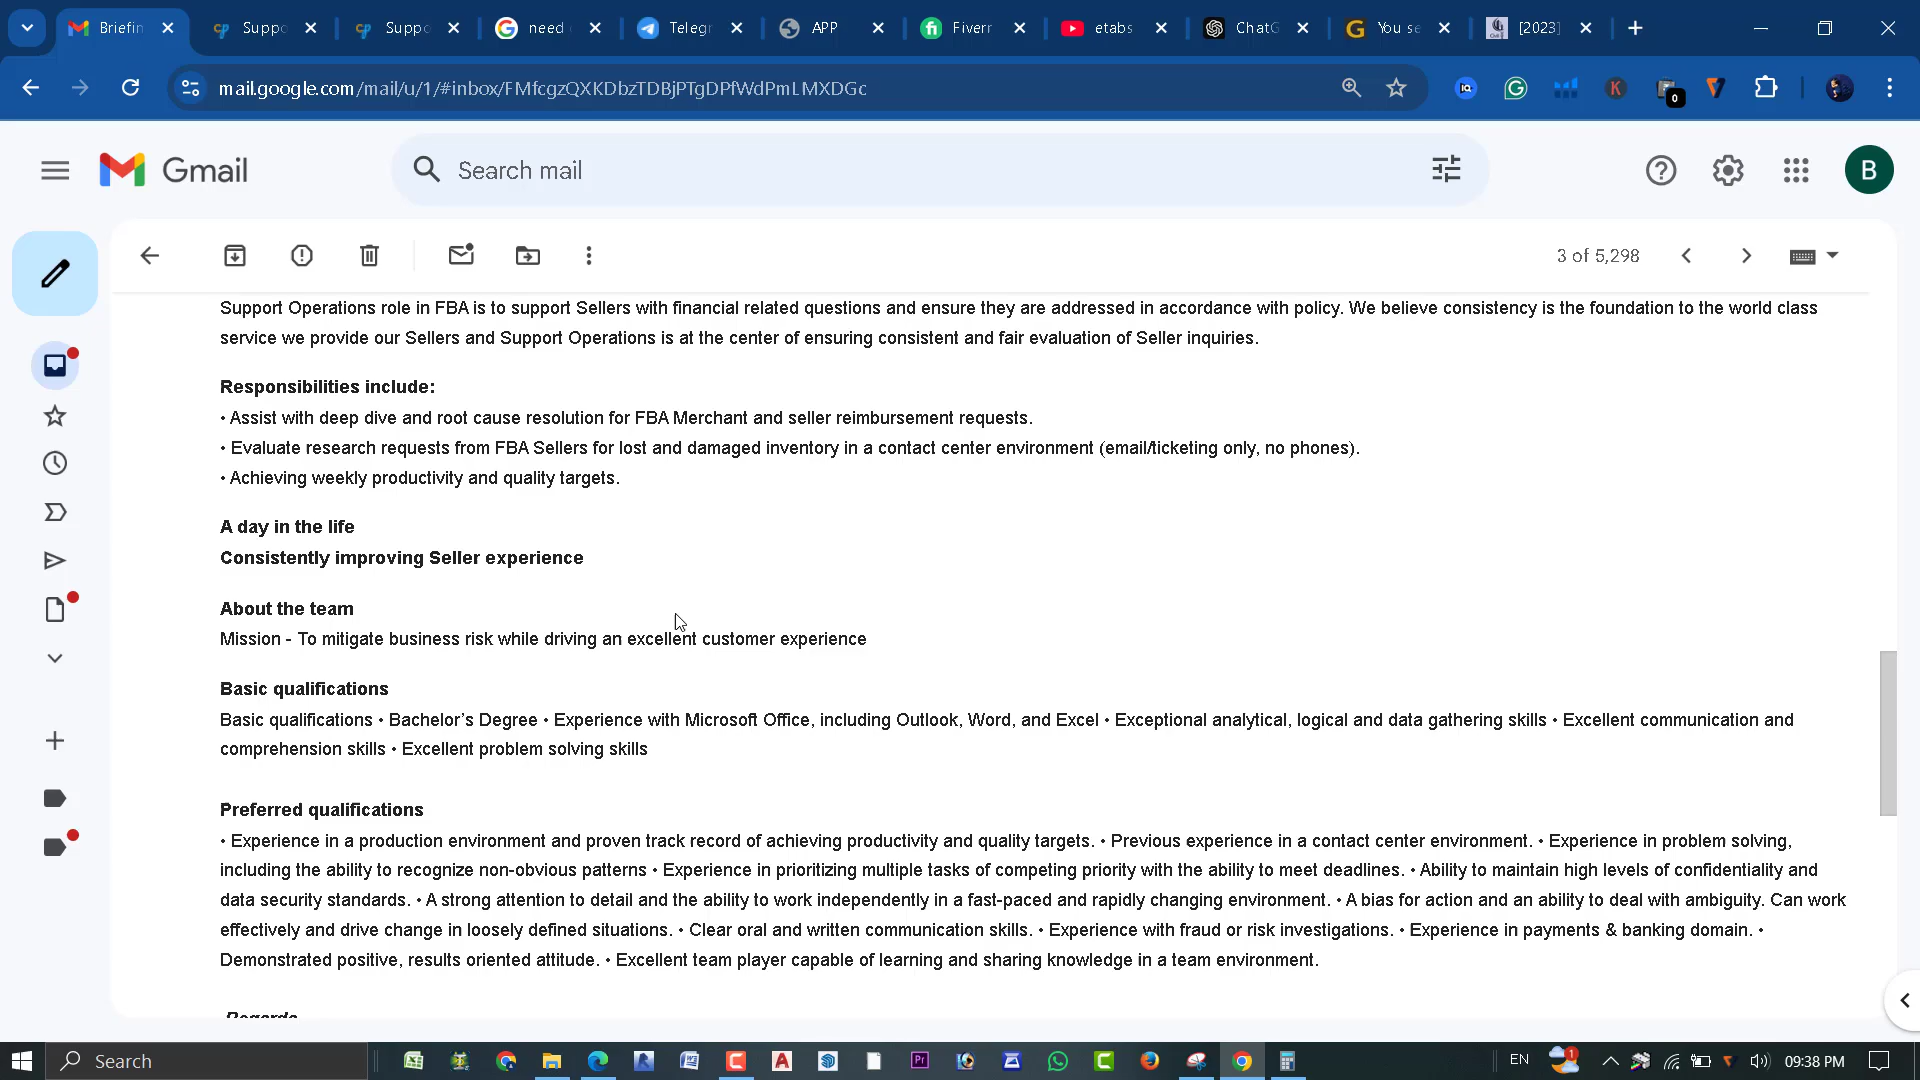 Briefin
Suppo
Suppo
need
Telegr
APP
Fiverr
etabs
ChatG
You se
[2023]
mail.google.com/mail/u/1/#inbox/FMfcgzQXKDbzTDBjPTgDPfWdPmLMXDGc
0
Gmail
Search mail
B
3 of 5,298
Support Operations role in FBA is to support Sellers with financial related questions and ensure they are addressed in accordance with policy. We believe consistency is the foundation to the world class
service we provide our Sellers and Support Operations is at the center of ensuring consistent and fair evaluation of Seller inquiries.
Responsibilities include:
• Assist with deep dive and root cause resolution for FBA Merchant and seller reimbursement requests.
• Evaluate research requests from FBA Sellers for lost and damaged inventory in a contact center environment (email/ticketing only, no phones).
• Achieving weekly productivity and quality targets.
A day in the life
Consistently improving Seller experience
About the team
Mission - To mitigate business risk while driving an excellent customer experience
Basic qualifications
Basic qualifications • Bachelor’s Degree • Experience with Microsoft Office, including Outlook, Word, and Excel • Exceptional analytical, logical and data gathering skills • Excellent communication and
comprehension skills • Excellent problem solving skills
Preferred qualifications
• Experience in a production environment and proven track record of achieving productivity and quality targets. • Previous experience in a contact center environment. • Experience in problem solving,
including the ability to recognize non-obvious patterns • Experience in prioritizing multiple tasks of competing priority with the ability to meet deadlines. • Ability to maintain high levels of confidentiality and
data security standards. • A strong attention to detail and the ability to work independently in a fast-paced and rapidly changing environment. • A bias for action and an ability to deal with ambiguity. Can work
effectively and drive change in loosely defined situations. • Clear oral and written communication skills. • Experience with fraud or risk investigations. • Experience in payments & banking domain. •
Demonstrated positive, results oriented attitude. • Excellent team player capable of learning and sharing knowledge in a team environment.
Regards
Search
EN
1
09:38 PM